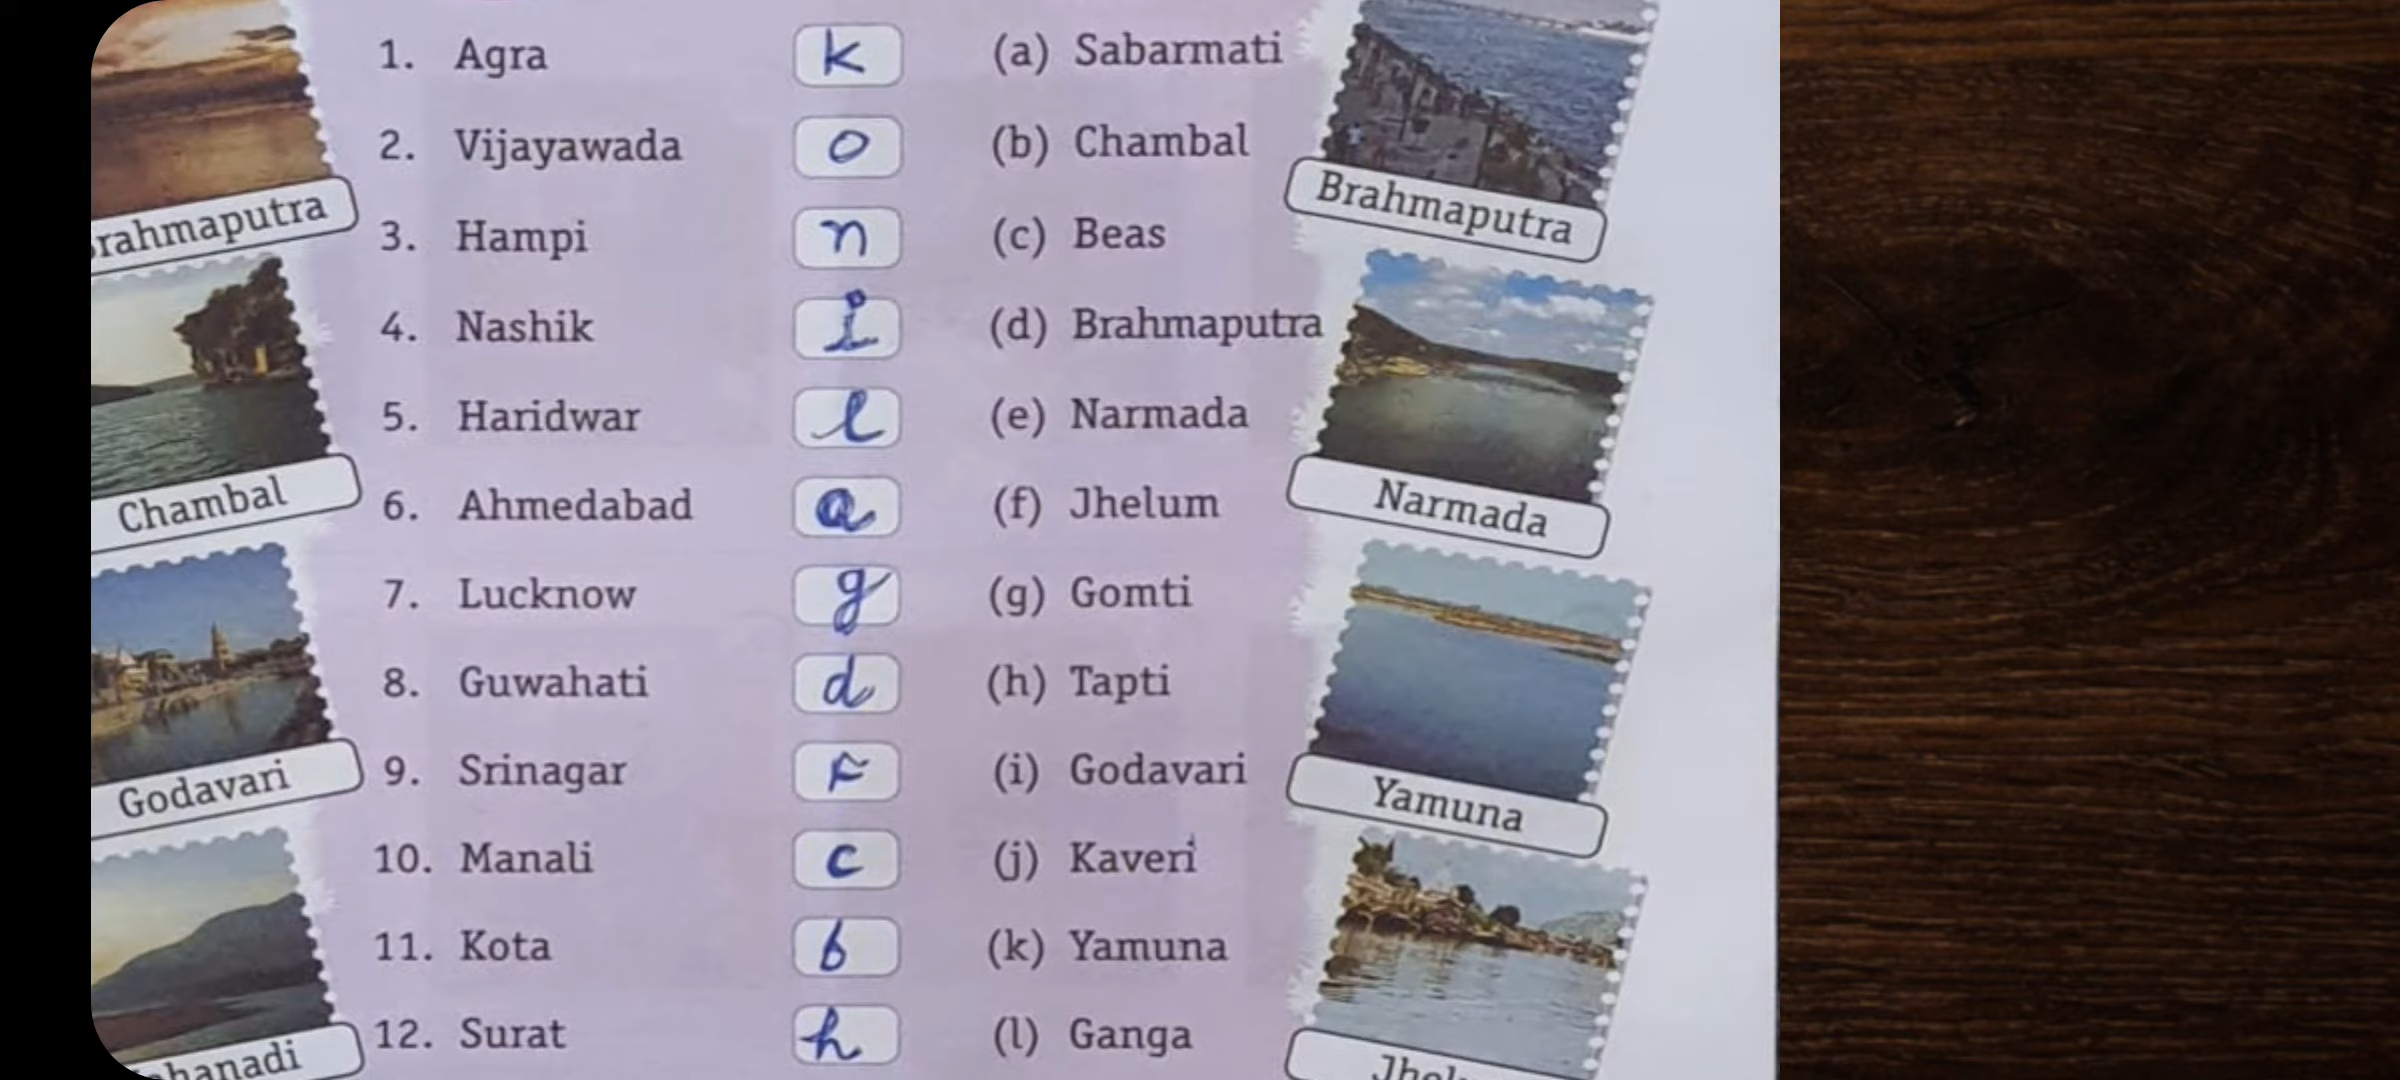 1. Agra k (a) Sabarmati
2. Vijayawada o (b) Chambal
Brahmaputra
rahmaputra
3. Hampi n (c) Beas
4. Nashik i (d) Brahmaputra
5. Haridwar l (e) Narmada
Chambal
6. Ahmedabad a (f) Jhelum
Narmada
7. Lucknow g (g) Gomti
8. Guwahati d (h) Tapti
9. Srinagar F (i) Godavari
Godavari
Yamuna
10. Manali c (j) Kaveri
11. Kota b (k) Yamuna
12. Surat h (l) Ganga
hanadi